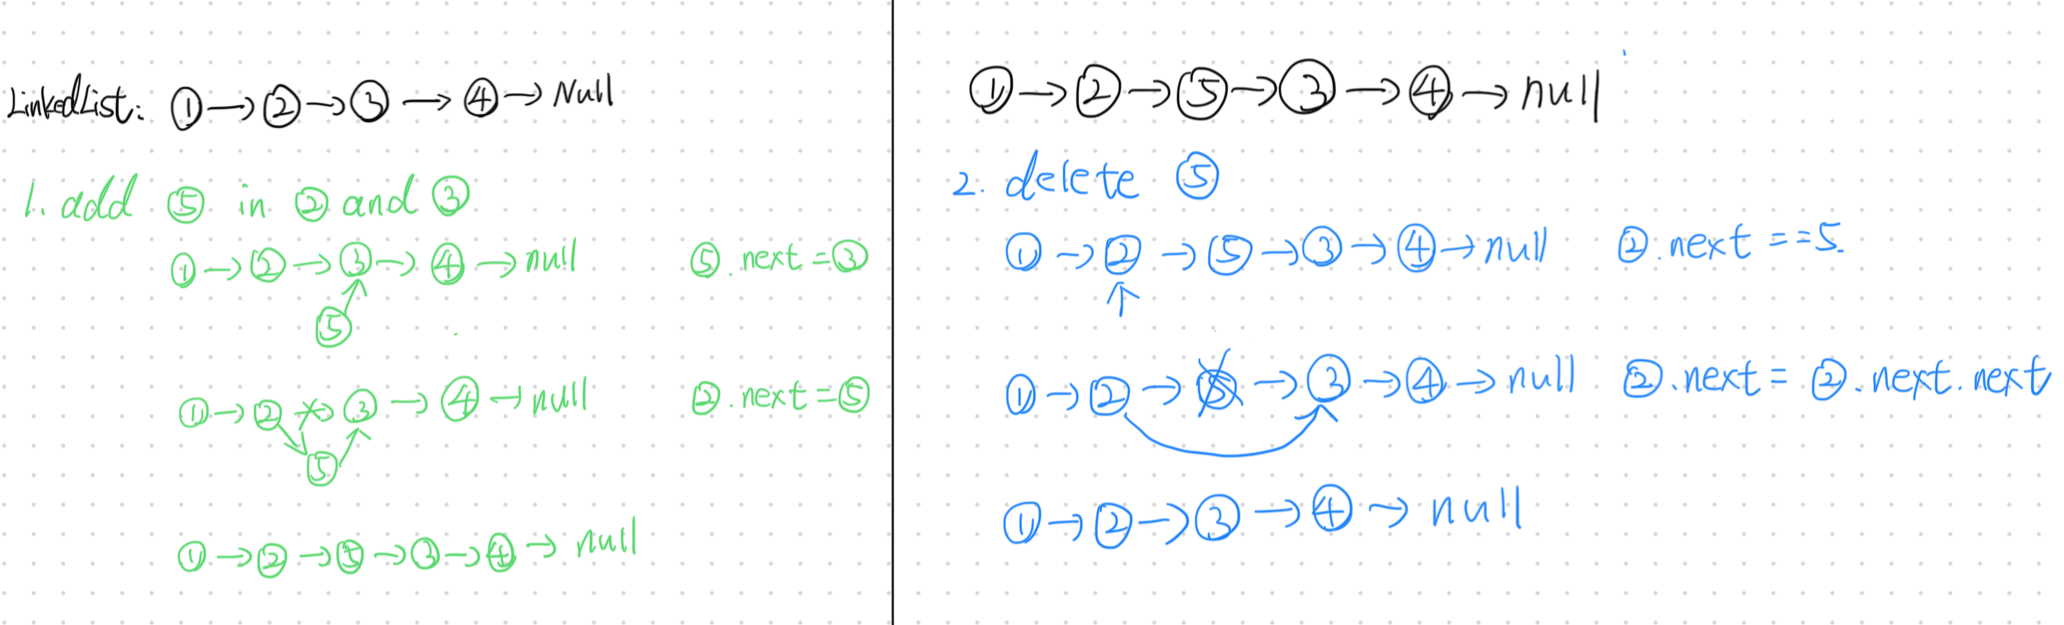 LinkedList: ① → ② → ③ → ④ → Null
1. add ⑤ in ② and ③
① → ② → ③ → ④ → null ⑤.next = ③
⑤
① → ② → ③ → ④ → null ②.next = ⑤
⑤
① → ② → ⑤ → ③ → ④ → null
① → ② → ⑤ → ③ → ④ → null
2. delete ⑤
① → ② → ⑤ → ③ → ④ → null ②.next == 5.
① → ② → ⑤ → ③ → ④ → null ②.next = ②.next.next
① → ② → ③ → ④ → null